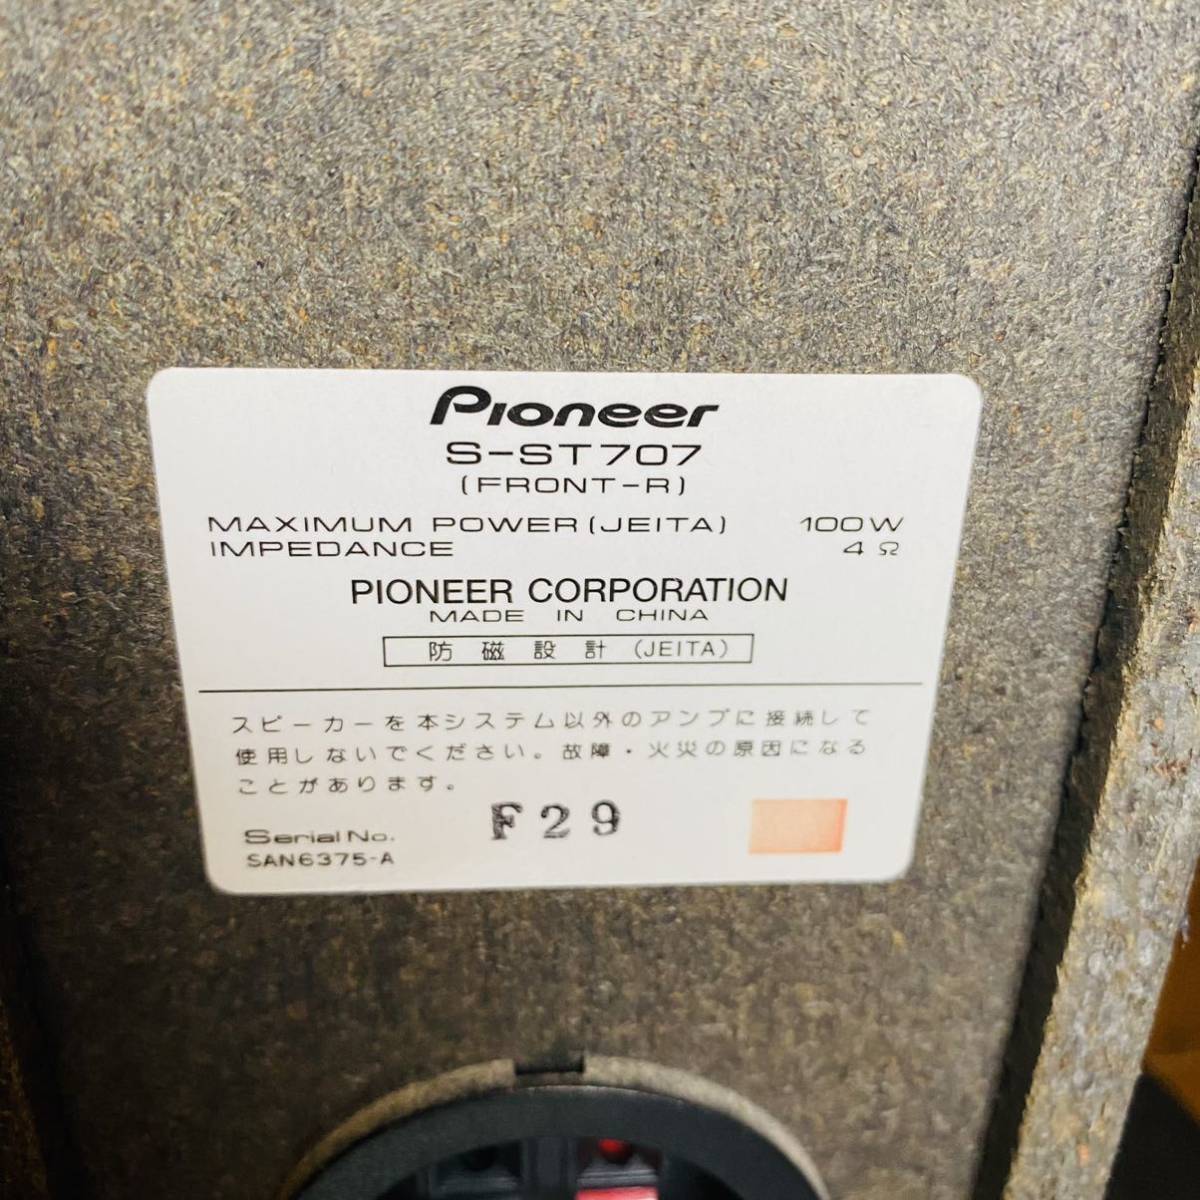 Pioneer
S-ST707
(FRONT-R)
MAXIMUM POWER (JEITA) 100W
IMPEDANCE 4Ω
PIONEER CORPORATION
MADE IN CHINA
防磁設計 (JEITA)
スピーカーを本システム以外のアンプに接続して
使用しないでください。故障・火災の原因になる
ことがあります。
F29
Serial No.
SAN6375-A